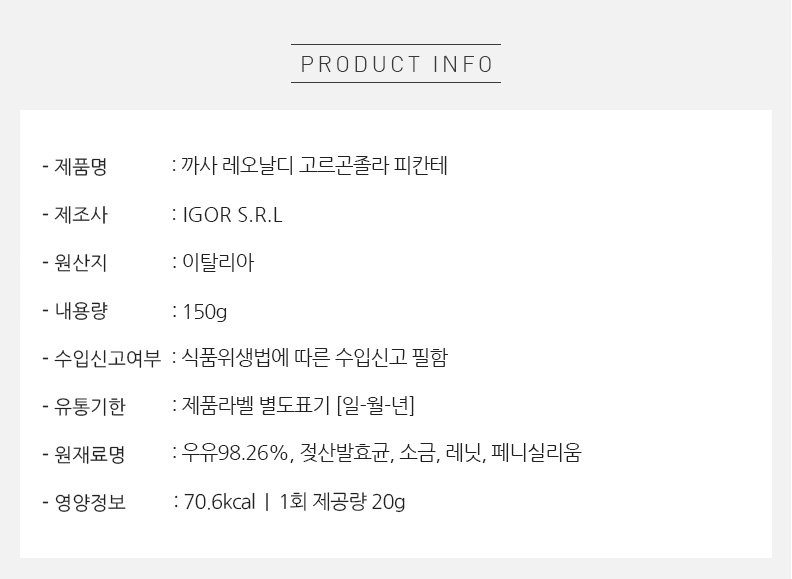 PRODUCT INFO
- 제품명 : 까사 레오날디 고르곤졸라 피칸테
- 제조사 : IGOR S.R.L
- 원산지 : 이탈리아
- 내용량 : 150g
- 수입신고여부 : 식품위생법에 따른 수입신고 필함
- 유통기한 : 제품라벨 별도표기 [일-월-년]
- 원재료명 : 우유98.26%, 젖산발효균, 소금, 레닛, 페니실리움
- 영양정보 : 70.6kcal | 1회 제공량 20g